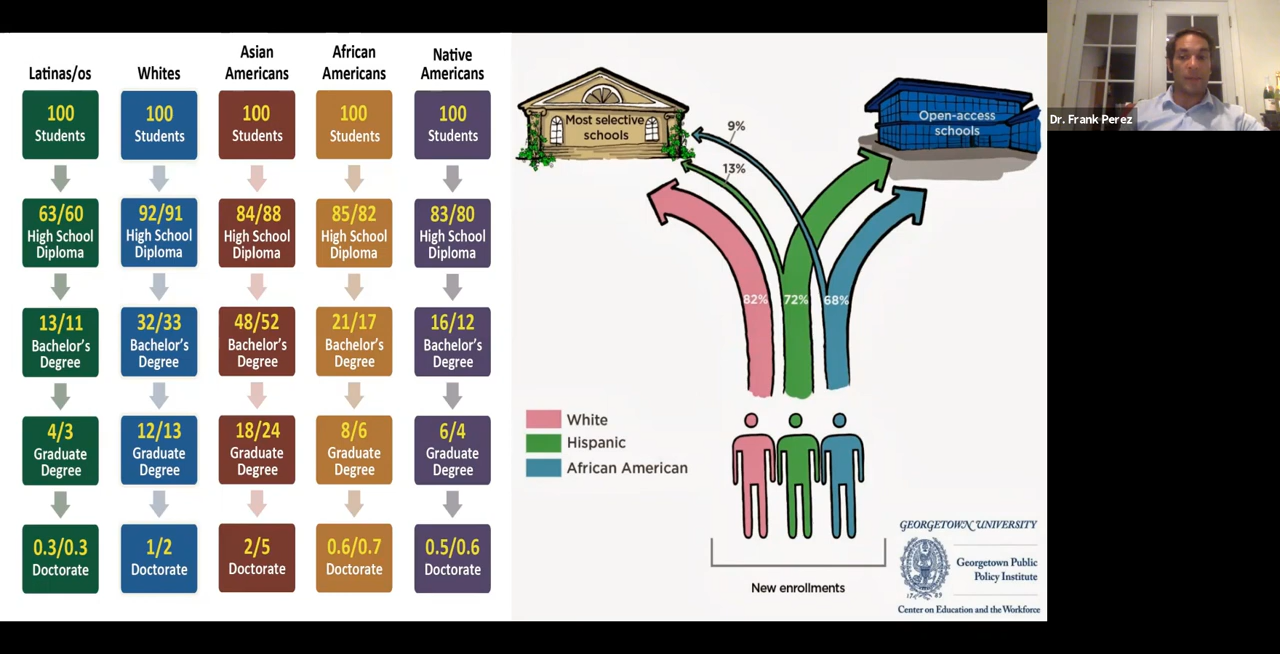 Latinas/os
100
Students
63/60
High School
Diploma
13/11
Bachelor's
Degree
4/3
Graduate
Degree
0.3/0.3
Doctorate
Whites
100
Students
92/91
High School
Diploma
32/33
Bachelor's
Degree
12/13
Graduate
Degree
1/2
Doctorate
Asian
Americans
100
Students
84/88
High School
Diploma
48/52
Bachelor's
Degree
18/24
Graduate
Degree
2/5
Doctorate
African
Americans
100
Students
85/82
High School
Diploma
21/17
Bachelor's
Degree
8/6
Graduate
Degree
0.6/0.7
Doctorate
Native
Americans
100
Students
83/80
High School
Diploma
16/12
Bachelor's
Degree
6/4
Graduate
Degree
0.5/0.6
Doctorate
Most selective
schools
Open-access
schools
9%
13%
82%
72%
68%
White
Hispanic
African American
New enrollments
GEORGETOWN UNIVERSITY
Georgetown Public
Policy Institute
17 89
Center on Education and the Workforce
Dr. Frank Perez